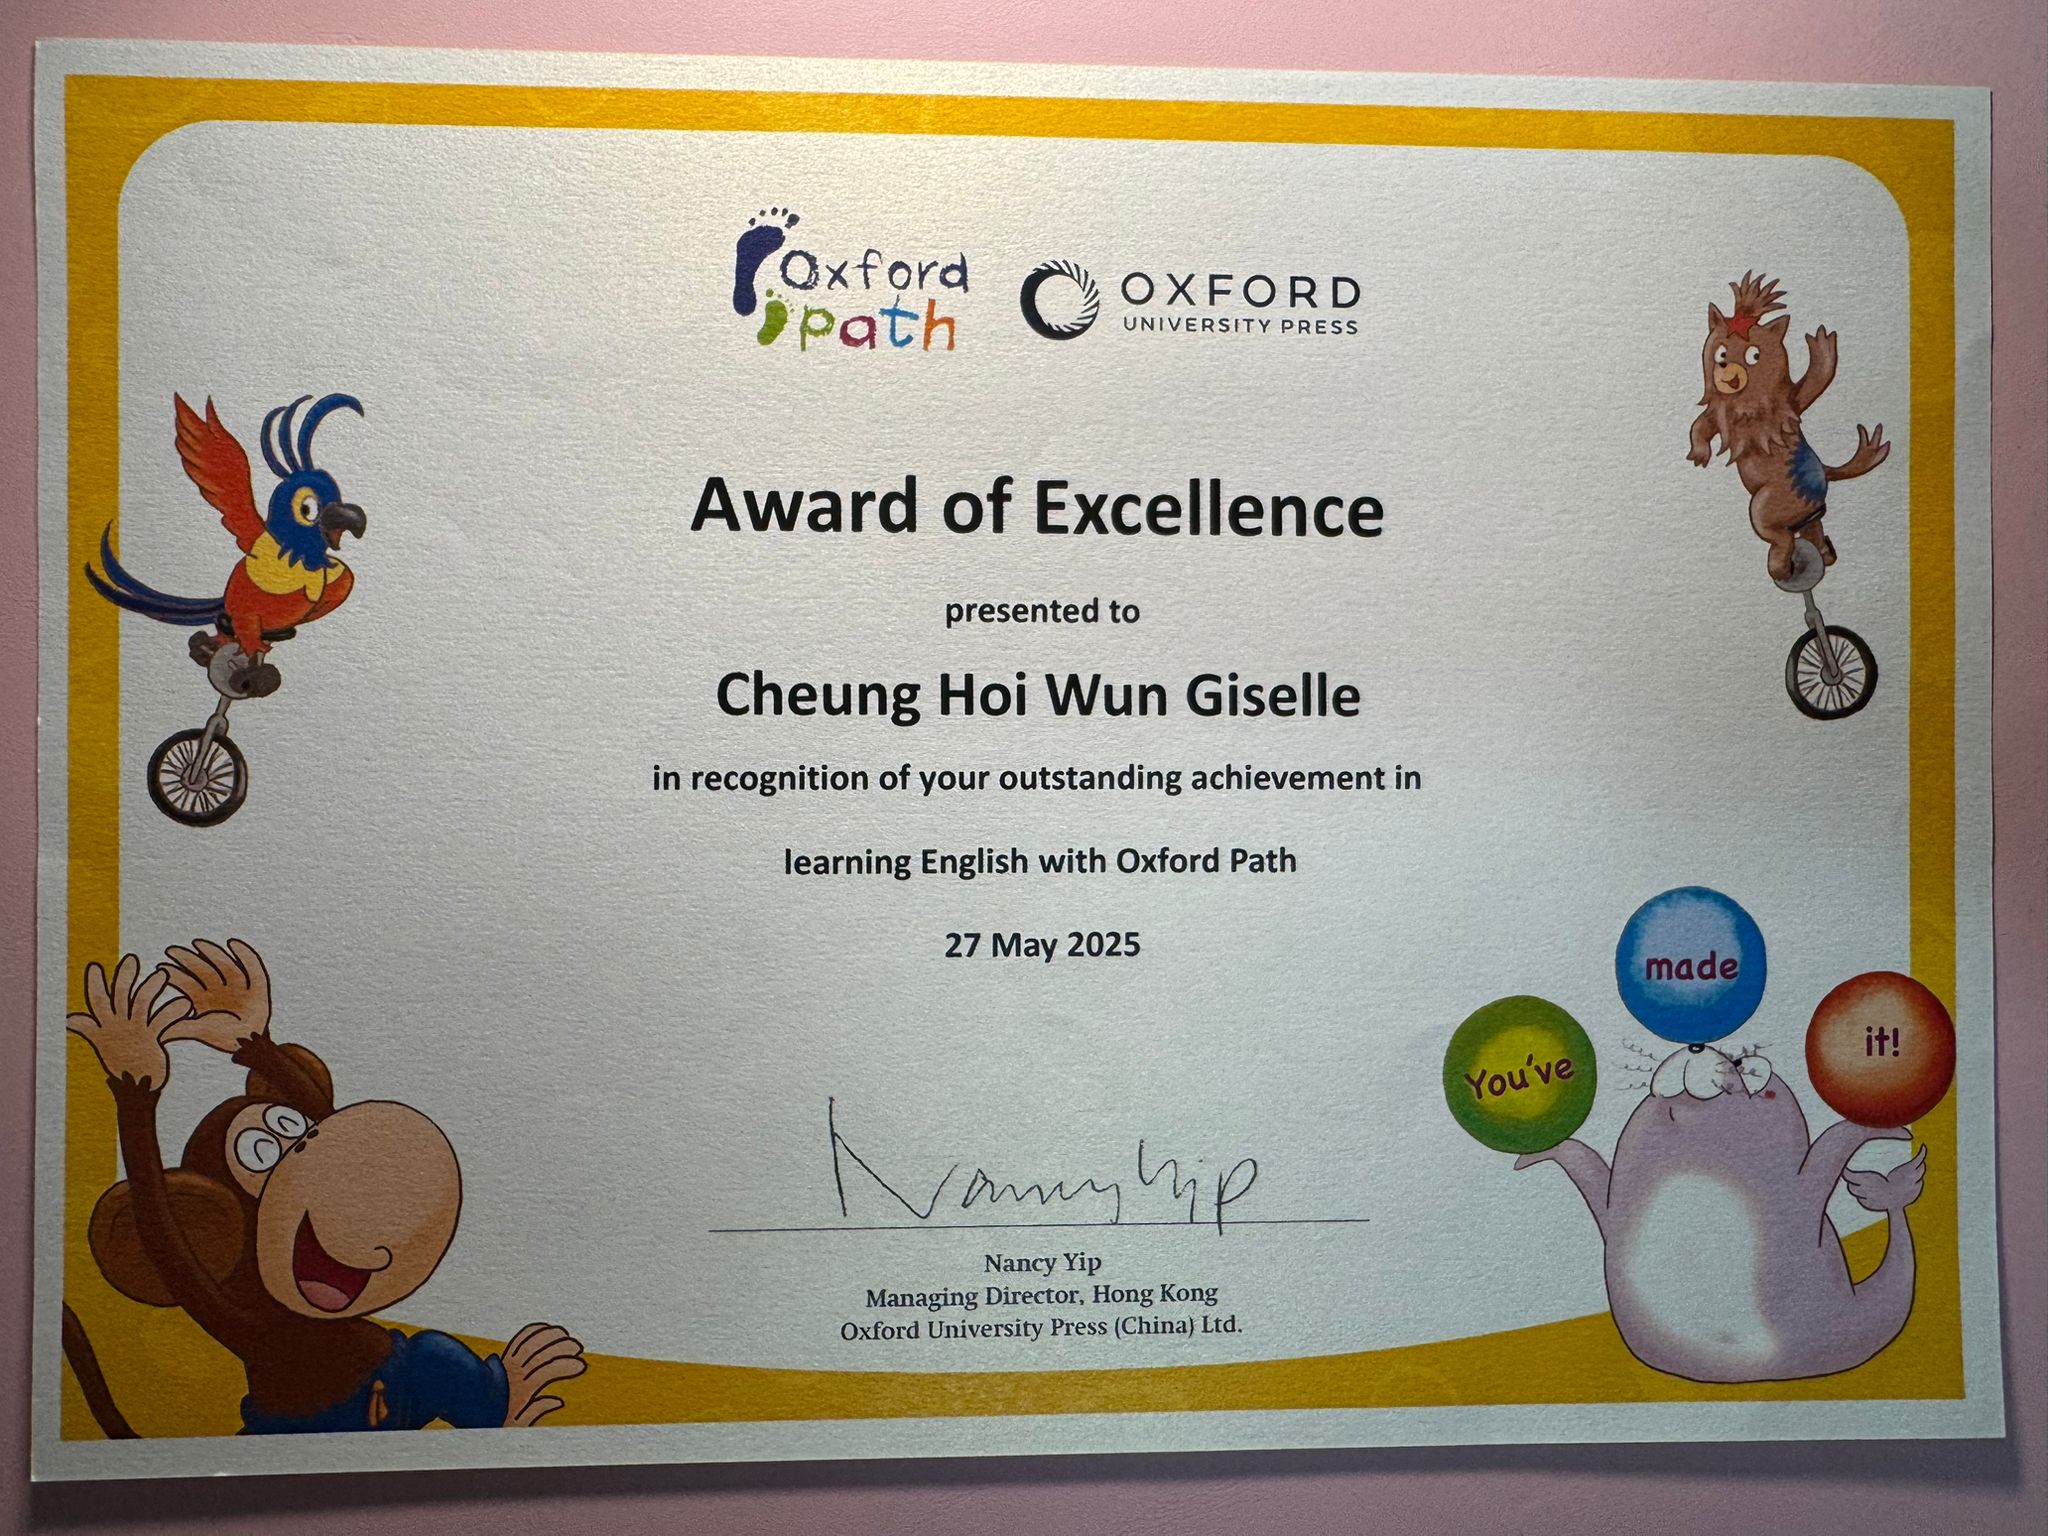 Oxford
path
OXFORD
UNIVERSITY PRESS
Award of Excellence
presented to
Cheung Hoi Wun Giselle
in recognition of your outstanding achievement in
learning English with Oxford Path
27 May 2025
You've
made
it!
Nancy Yip
Nancy Yip
Managing Director, Hong Kong
Oxford University Press (China) Ltd.